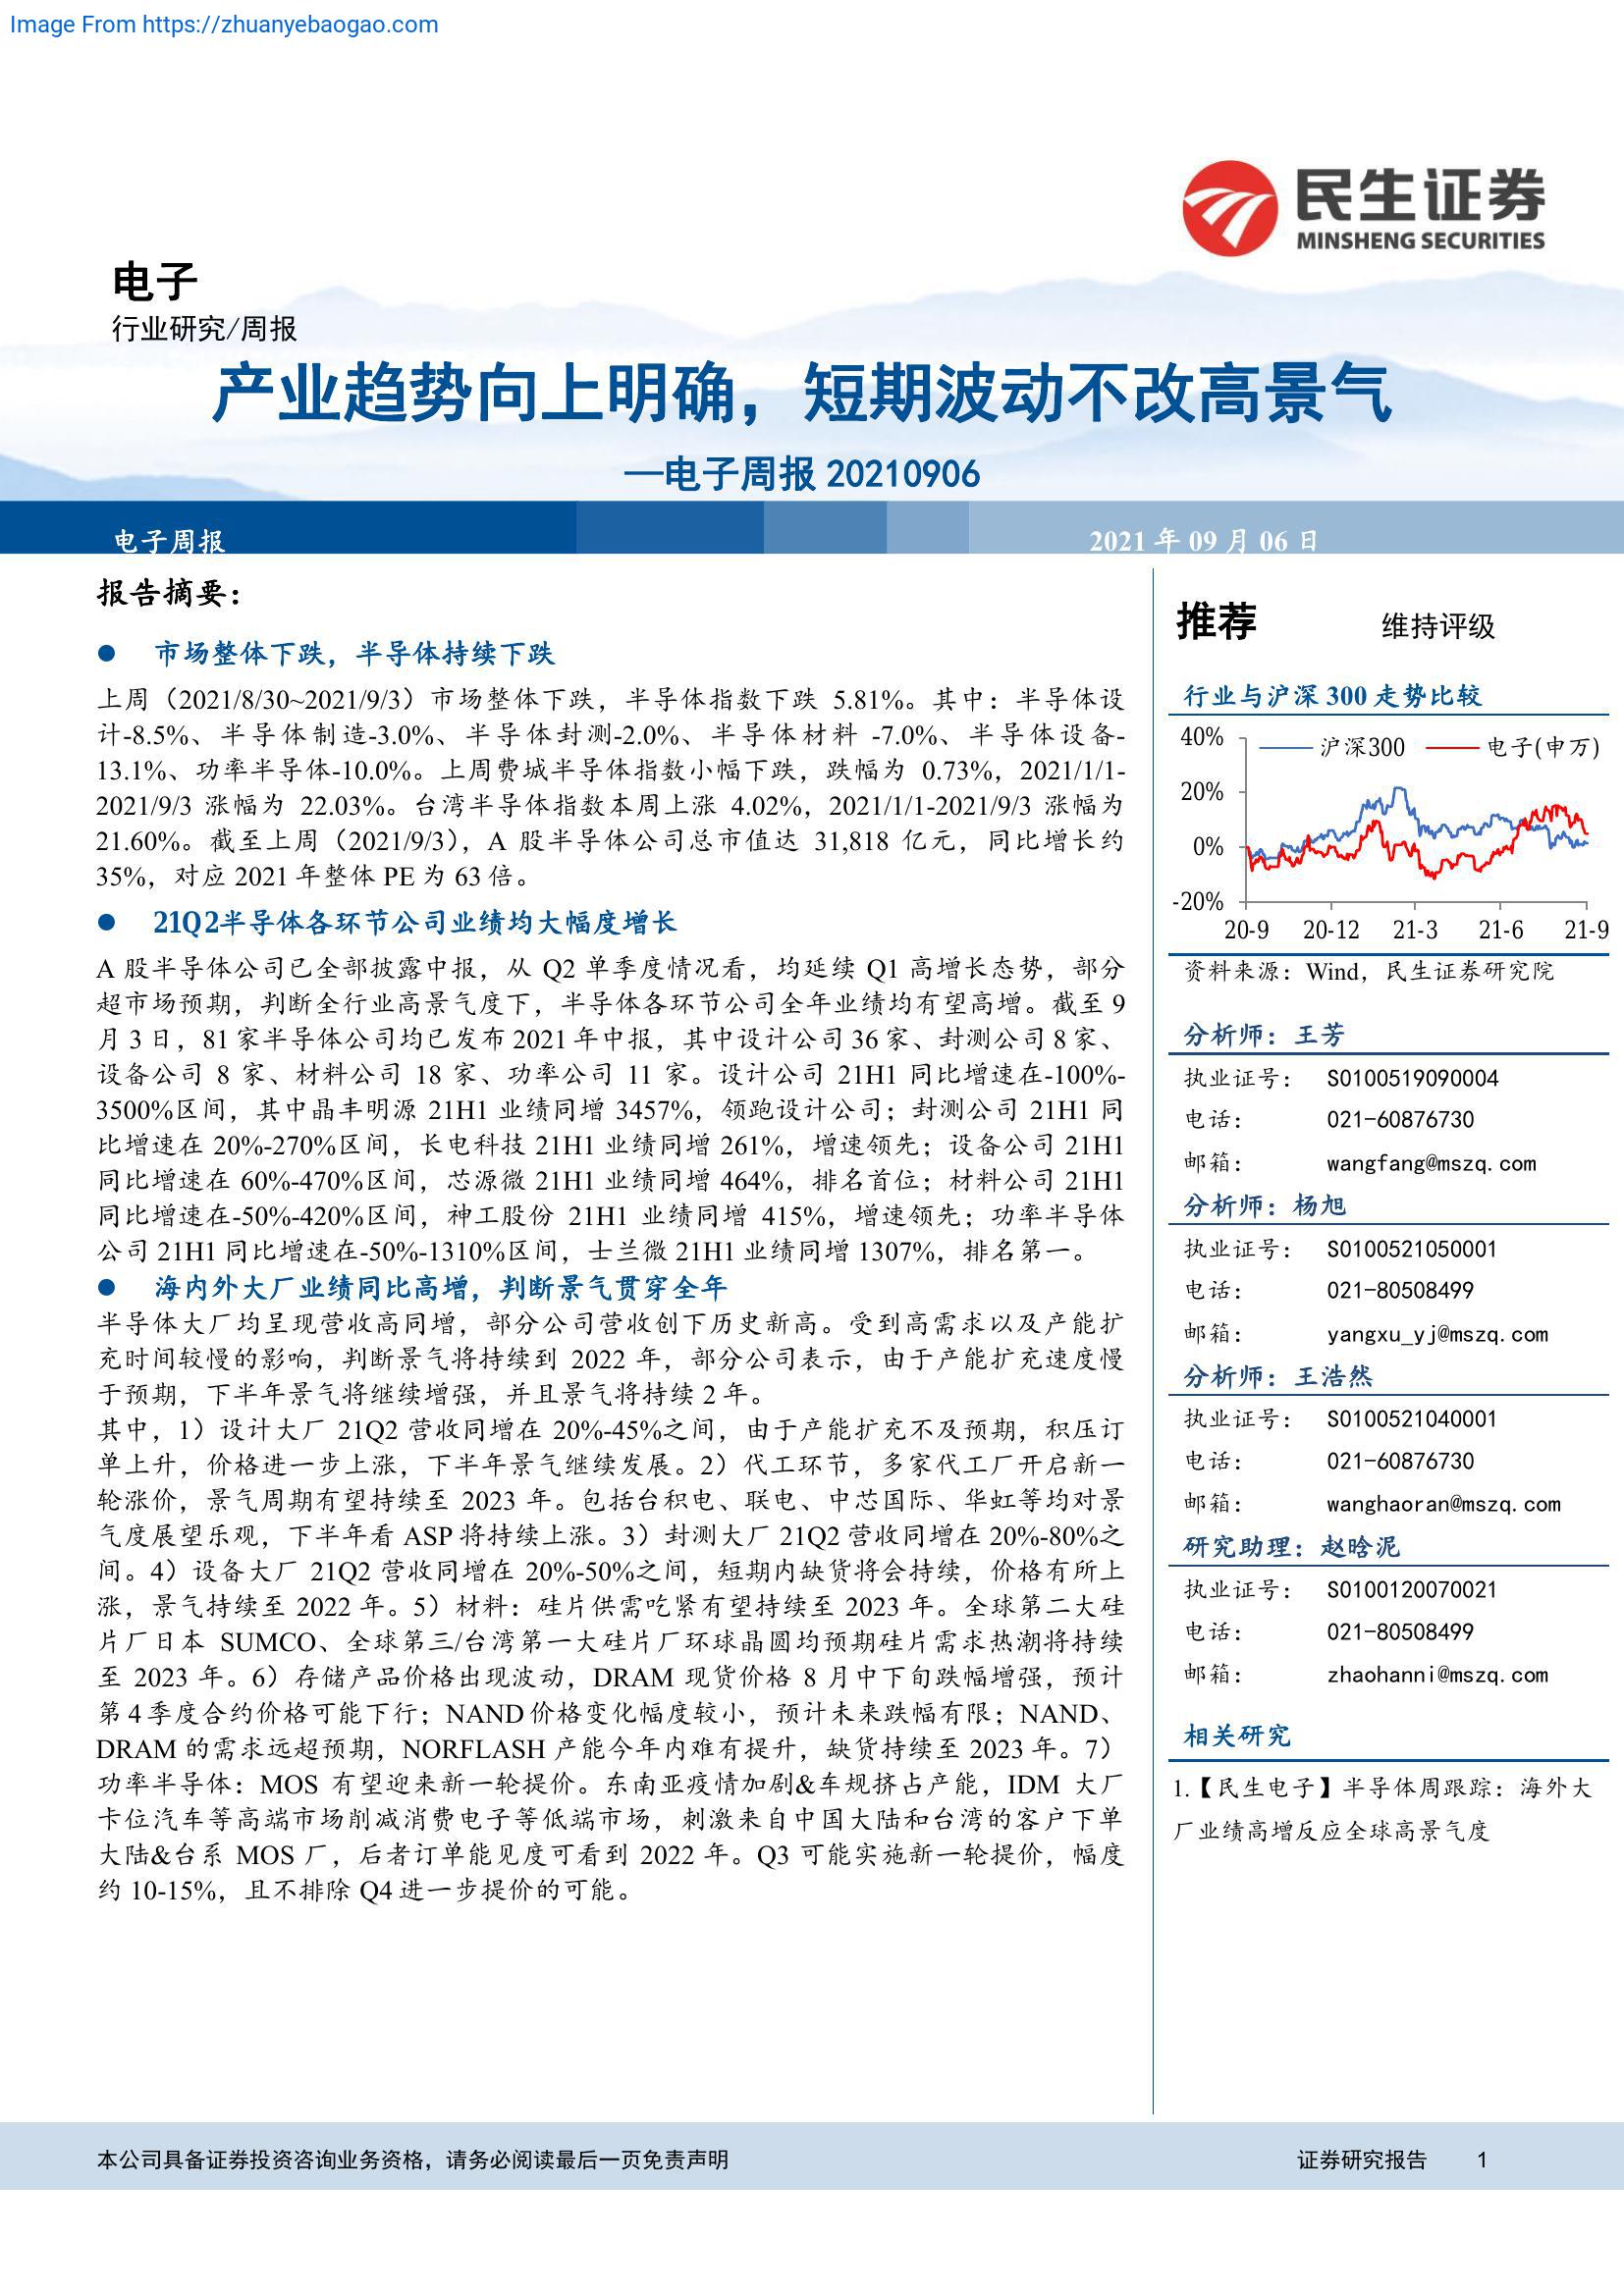 Image From https://zhuanyebaogao.com
民生证券
MINSHENG SECURITIES
电子
行业研究/周报
产业趋势向上明确，短期波动不改高景气
—电子周报 20210906
电子周报
2021 年 09 月 06 日
报告摘要：
● 市场整体下跌，半导体持续下跌
上周（2021/8/30~2021/9/3）市场整体下跌，半导体指数下跌 5.81%。其中：半导体设
计-8.5%、半导体制造-3.0%、半导体封测-2.0%、半导体材料 -7.0%、半导体设备-
13.1%、功率半导体-10.0%。上周费城半导体指数小幅下跌，跌幅为 0.73%，2021/1/1-
2021/9/3 涨幅为 22.03%。台湾半导体指数本周上涨 4.02%，2021/1/1-2021/9/3 涨幅为
21.60%。截至上周（2021/9/3），A 股半导体公司总市值达 31,818 亿元，同比增长约
35%，对应 2021 年整体 PE 为 63 倍。
● 21Q2半导体各环节公司业绩均大幅度增长
A 股半导体公司已全部披露中报，从 Q2 单季度情况看，均延续 Q1 高增长态势，部分
超市场预期，判断全行业高景气度下，半导体各环节公司全年业绩均有望高增。截至 9
月 3 日，81 家半导体公司均已发布 2021 年中报，其中设计公司 36 家、封测公司 8 家、
设备公司 8 家、材料公司 18 家、功率公司 11 家。设计公司 21H1 同比增速在-100%-
3500%区间，其中晶丰明源 21H1 业绩同增 3457%，领跑设计公司；封测公司 21H1 同
比增速在 20%-270%区间，长电科技 21H1 业绩同增 261%，增速领先；设备公司 21H1
同比增速在 60%-470%区间，芯源微 21H1 业绩同增 464%，排名首位；材料公司 21H1
同比增速在-50%-420%区间，神工股份 21H1 业绩同增 415%，增速领先；功率半导体
公司 21H1 同比增速在-50%-1310%区间，士兰微 21H1 业绩同增 1307%，排名第一。
● 海内外大厂业绩同比高增，判断景气贯穿全年
半导体大厂均呈现营收高同增，部分公司营收创下历史新高。受到高需求以及产能扩
充时间较慢的影响，判断景气将持续到 2022 年，部分公司表示，由于产能扩充速度慢
于预期，下半年景气将继续增强，并且景气将持续 2 年。
其中，1）设计大厂 21Q2 营收同增在 20%-45%之间，由于产能扩充不及预期，积压订
单上升，价格进一步上涨，下半年景气继续发展。2）代工环节，多家代工厂开启新一
轮涨价，景气周期有望持续至 2023 年。包括台积电、联电、中芯国际、华虹等均对景
气度展望乐观，下半年看 ASP 将持续上涨。3）封测大厂 21Q2 营收同增在 20%-80%之
间。4）设备大厂 21Q2 营收同增在 20%-50%之间，短期内缺货将会持续，价格有所上
涨，景气持续至 2022 年。5）材料：硅片供需吃紧有望持续至 2023 年。全球第二大硅
片厂日本 SUMCO、全球第三/台湾第一大硅片厂环球晶圆均预期硅片需求热潮将持续
至 2023 年。6）存储产品价格出现波动，DRAM 现货价格 8 月中下旬跌幅增强，预计
第 4 季度合约价格可能下行；NAND 价格变化幅度较小，预计未来跌幅有限；NAND、
DRAM 的需求远超预期，NORFLASH 产能今年内难有提升，缺货持续至 2023 年。7）
功率半导体：MOS 有望迎来新一轮提价。东南亚疫情加剧&车规挤占产能，IDM 大厂
卡位汽车等高端市场削减消费电子等低端市场，刺激来自中国大陆和台湾的客户下单
大陆&台系 MOS 厂，后者订单能见度可看到 2022 年。Q3 可能实施新一轮提价，幅度
约 10-15%，且不排除 Q4 进一步提价的可能。
推荐 维持评级
行业与沪深 300 走势比较
沪深300 电子(申万)
40%
20%
0%
-20%
20-9 20-12 21-3 21-6 21-9
资料来源：Wind，民生证券研究院
分析师：王芳
执业证号： S0100519090004
电话： 021-60876730
邮箱： wangfang@mszq.com
分析师：杨旭
执业证号： S0100521050001
电话： 021-80508499
邮箱： yangxu_yj@mszq.com
分析师：王浩然
执业证号： S0100521040001
电话： 021-60876730
邮箱： wanghaoran@mszq.com
研究助理：赵晗泥
执业证号： S0100120070021
电话： 021-80508499
邮箱： zhaohanni@mszq.com
相关研究
1.【民生电子】半导体周跟踪：海外大
厂业绩高增反应全球高景气度
本公司具备证券投资咨询业务资格，请务必阅读最后一页免责声明
证券研究报告 1